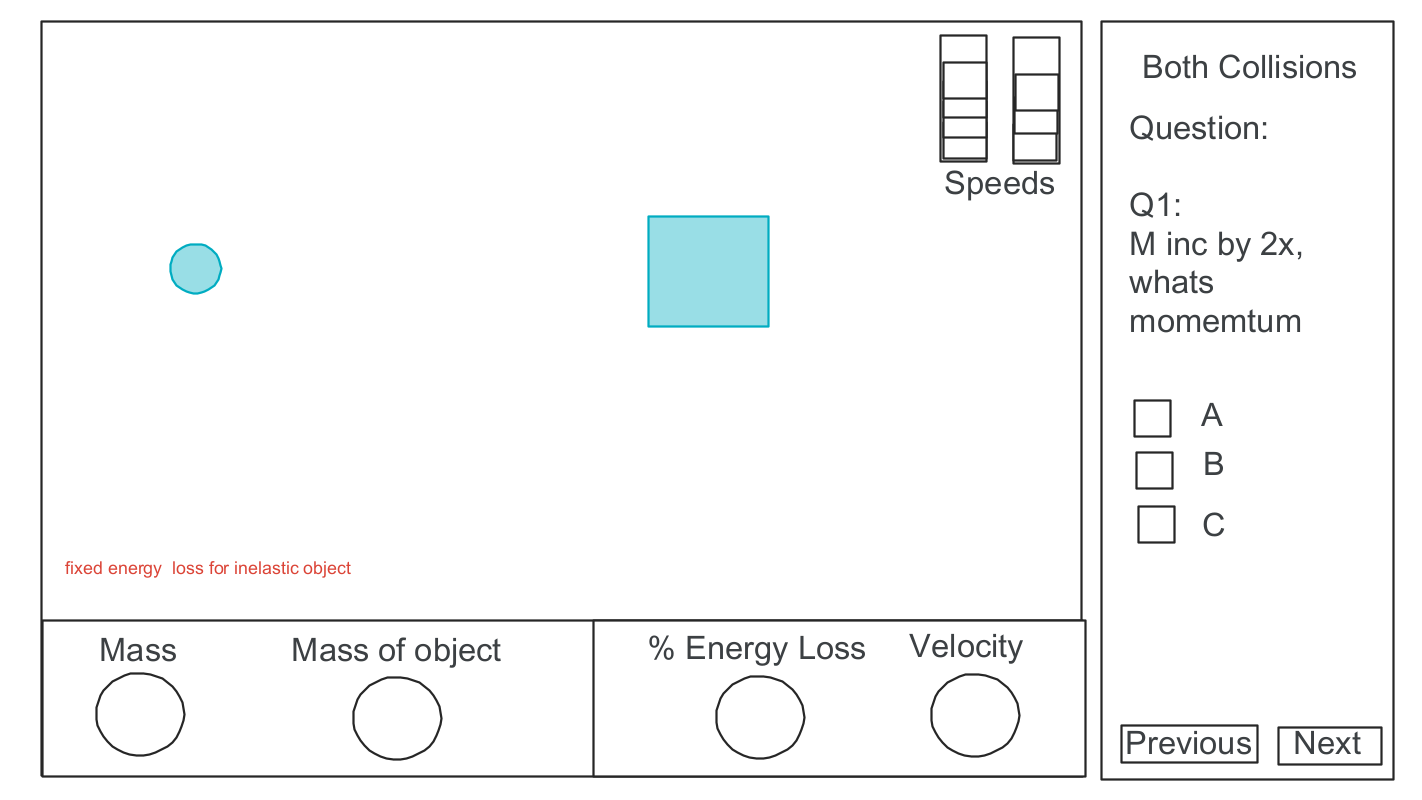 Speeds
fixed energy  loss for inelastic object
Mass
Mass of object
% Energy Loss
Velocity
Both Collisions
Question:
Q1:
M inc by 2x,
whats
momemtum
A
B
C
Previous
Next